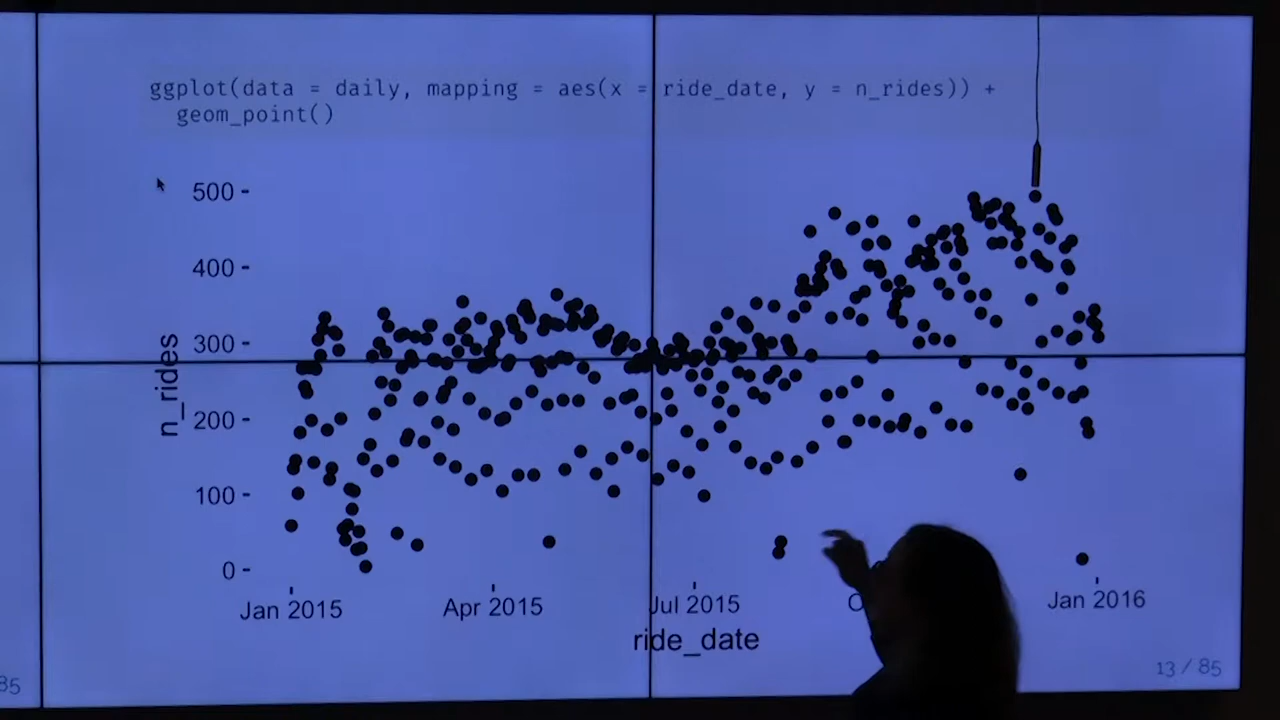 ggplot(data = daily, mapping = aes(x = ride_date, y = n_rides)) +
geom_point()
500
400
300
200
100
0
n_rides
Jan 2015
Apr 2015
Jul 2015
Jan 2016
ride_date
13 / 85
85